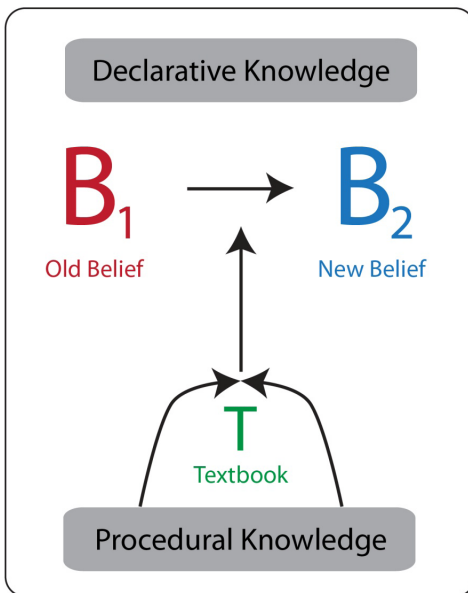 Declarative Knowledge
B1 B2
Old Belief New Belief
T
Textbook
Procedural Knowledge